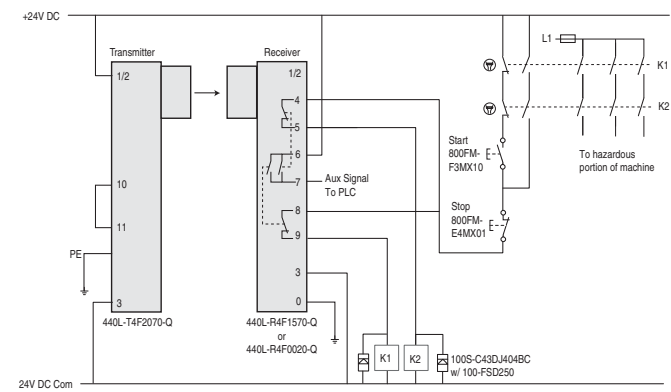 +24V DC
Transmitter
Receiver
L1
1/2
1/2
K1
4
K2
5
Start
800FM-
F3MX10
6
To hazardous
portion of machine
7
Aux Signal
To PLC
10
8
Stop
800FM-
E4MX01
11
9
PE
3
3
0
440L-T4F2070-Q
440L-R4F1570-Q
or
440L-R4F0020-Q
K1
K2
100S-C43DJ404BC
w/ 100-FSD250
24V DC Com